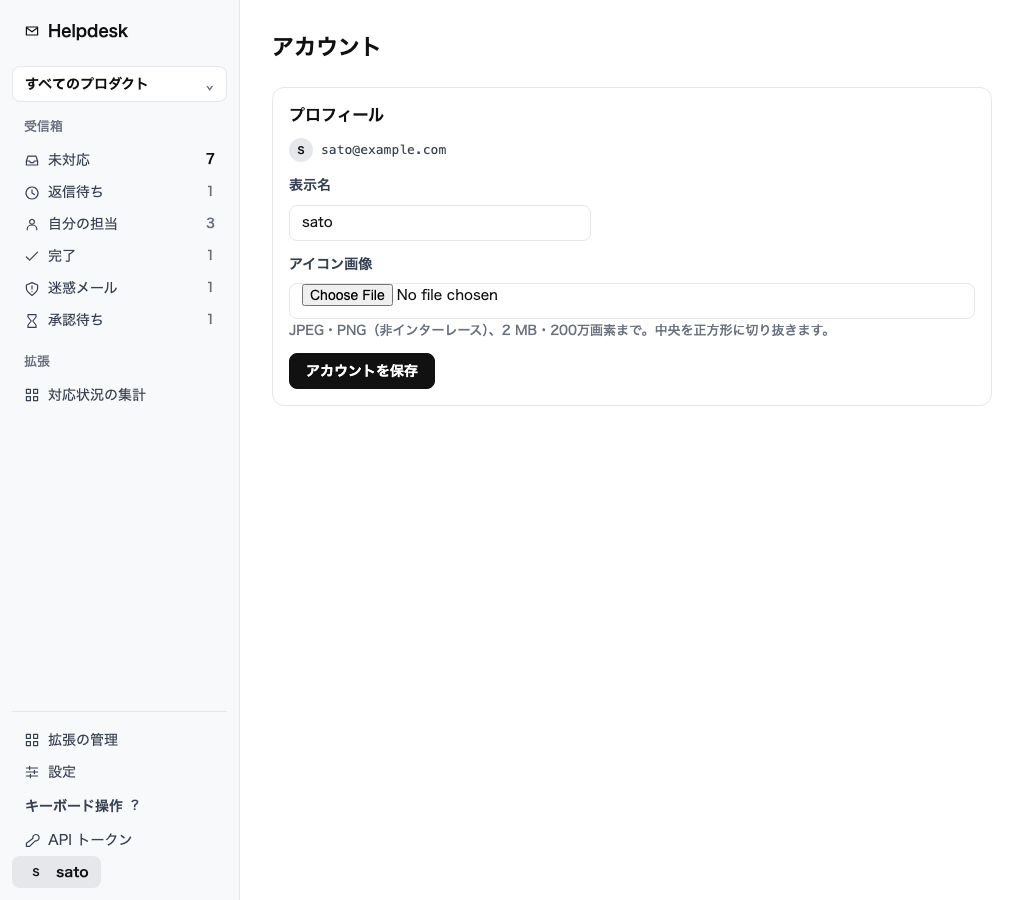 Helpdesk
すべてのプロダクト
受信箱
未対応 7
返信待ち 1
自分の担当 3
完了 1
迷惑メール 1
承認待ち 1
拡張
対応状況の集計
拡張の管理
設定
キーボード操作 ?
API トークン
S sato
アカウント
プロフィール
S sato@example.com
表示名
sato
アイコン画像
Choose File No file chosen
JPEG・PNG（非インターレース）、2 MB・200万画素まで。中央を正方形に切り抜きます。
アカウントを保存